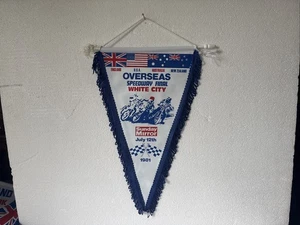 ENGLAND U.S.A. AUSTRALIA NEW ZEALAND
OVERSEAS
SPEEDWAY FINAL
WHITE CITY
Sunday
Mirror
July 12th
1981